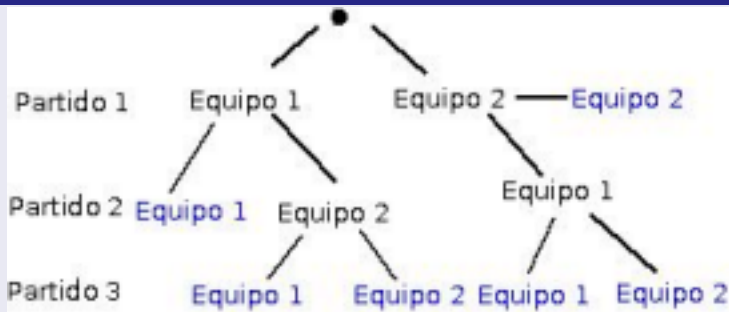 Partido 1 Equipo 1 Equipo 2 Equipo 2
Partido 2 Equipo 1 Equipo 2 Equipo 1
Partido 3 Equipo 1 Equipo 2 Equipo 1 Equipo 2